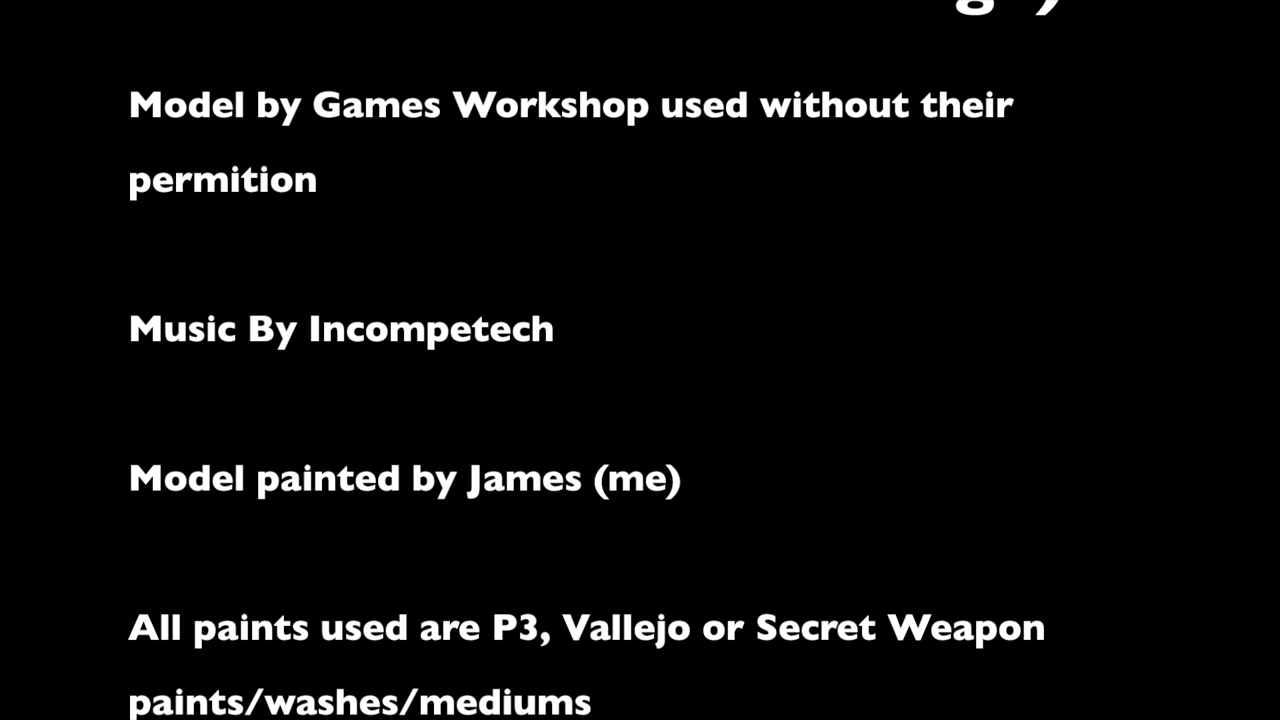 Model by Games Workshop used without their
permition
Music By Incompetech
Model painted by James (me)
All paints used are P3, Vallejo or Secret Weapon
paints/washes/mediums